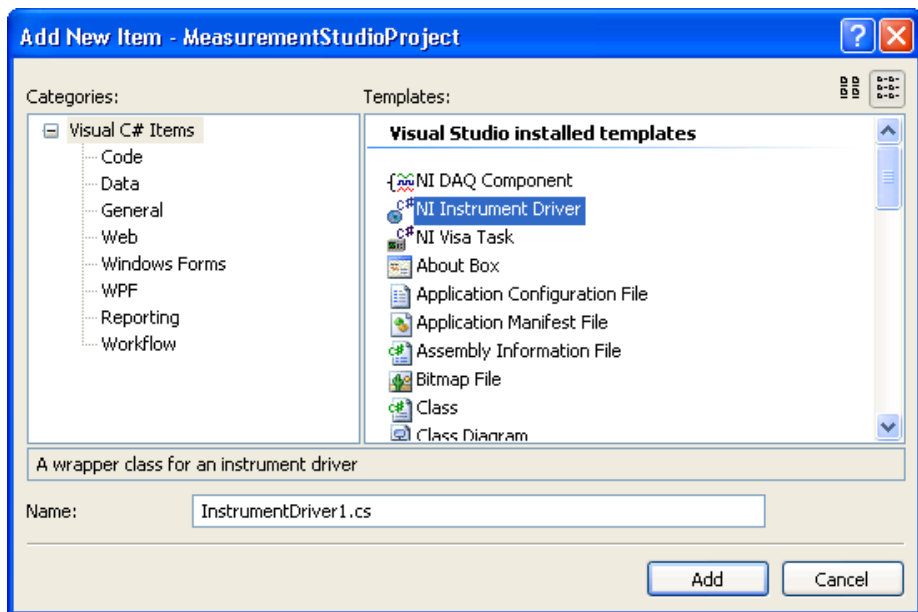 Add New Item - MeasurementStudioProject
Categories:
Templates:
Visual C# Items
Code
Data
General
Web
Windows Forms
WPF
Reporting
Workflow
Visual Studio installed templates
NI DAQ Component
NI Instrument Driver
NI Visa Task
About Box
Application Configuration File
Application Manifest File
Assembly Information File
Bitmap File
Class
Class Diagram
A wrapper class for an instrument driver
Name:
InstrumentDriver1.cs
Add
Cancel